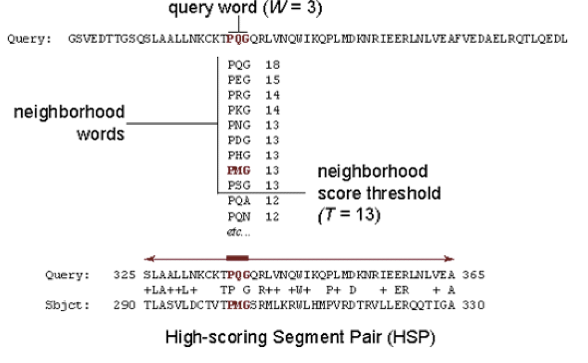 query word (W = 3)
Query: GSVEDTTGSQSLAALLNKCKTPQGQRLVNQWIKQPLMDKNRIEERLNLVEAFVEDAELRQTLQEDL
PQG 18
PEG 15
PRG 14
PKG 14
PNG 13
PDG 13
PHG 13
PMG 13
PSG 13
PQA 12
PQN 12
etc...
neighborhood
words
neighborhood
score threshold
(T = 13)
Query: 325 SLAALLNKCKTPQGQRLVNQWIKQPLMDKNRIEERLNLVEA 365
+LA++L+ TP G R++ +W+ P+ D + ER + A
Sbjct: 290 TLASVLDCTVTPMGSRMLKRWLHMPVRDTRVLLERQQTIGA 330
High-scoring Segment Pair (HSP)